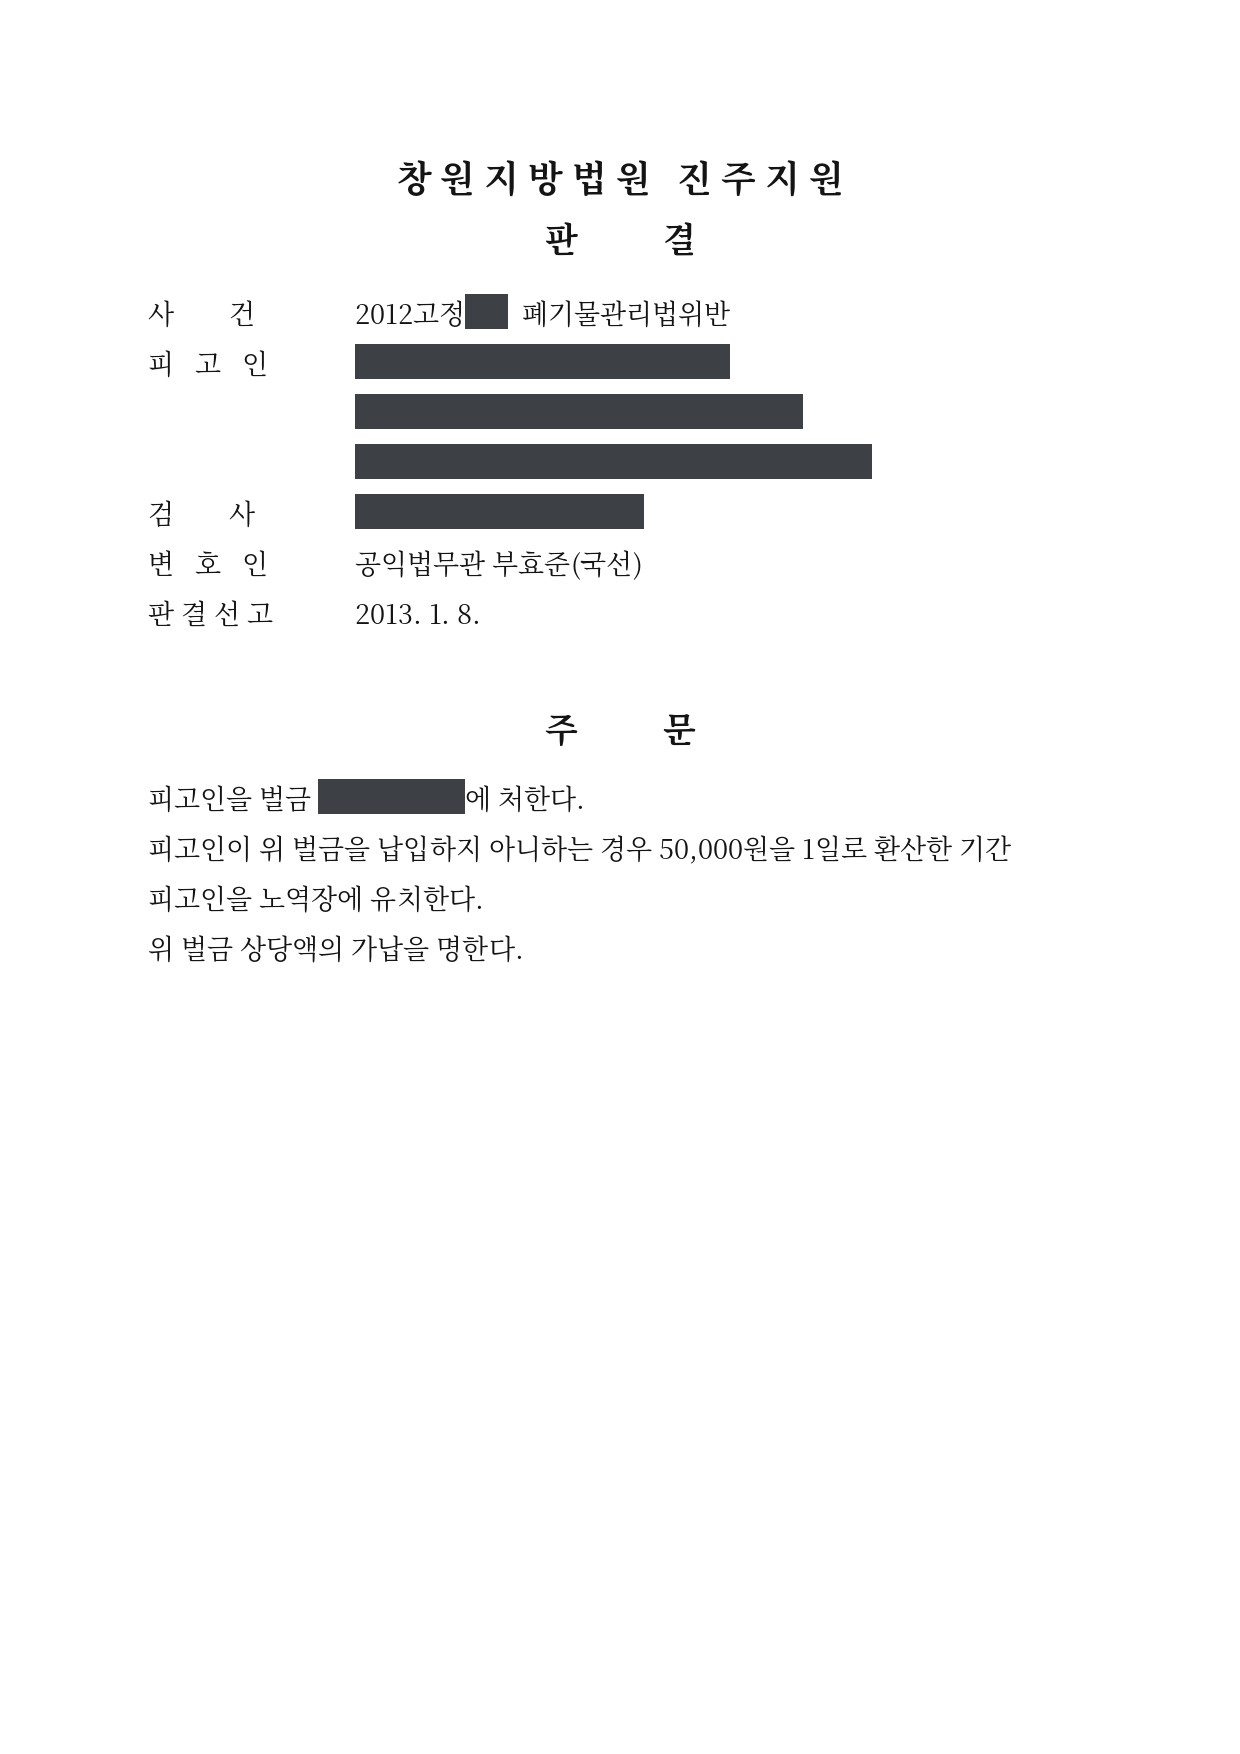 창원지방법원 진주지원
판 결
사 건 2012고정 폐기물관리법위반
피 고 인
검 사
변 호 인 공익법무관 부효준(국선)
판결선고 2013. 1. 8.
주 문
피고인을 벌금 에 처한다.
피고인이 위 벌금을 납입하지 아니하는 경우 50,000원을 1일로 환산한 기간
피고인을 노역장에 유치한다.
위 벌금 상당액의 가납을 명한다.